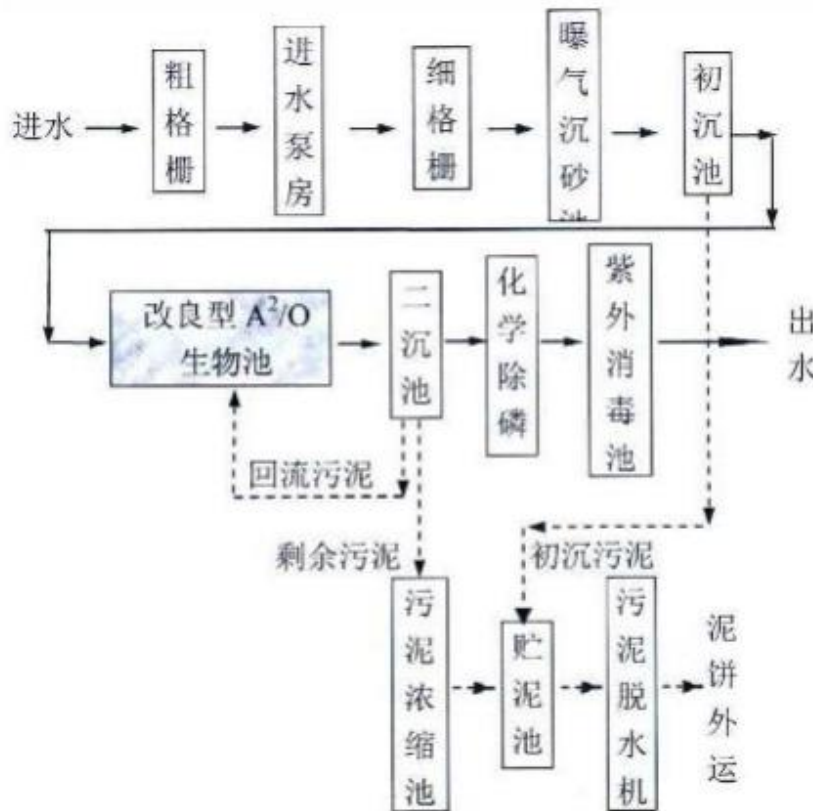 进水
粗格栅
进水泵房
细格栅
曝气沉砂池
初沉池
改良型 A²/O
生物池
二沉池
化学除磷
紫外消毒池
出水
回流污泥
剩余污泥
初沉污泥
污泥浓缩池
贮泥池
污泥脱水机
泥饼外运